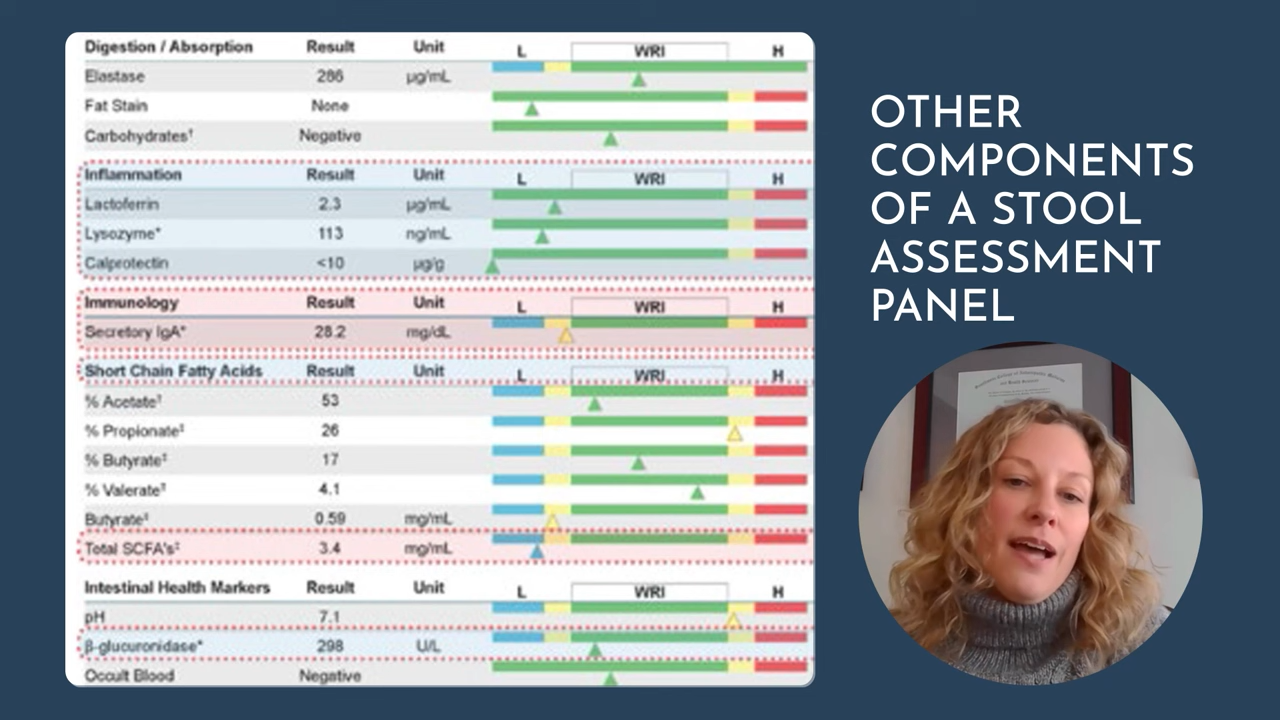 Digestion / Absorption Result Unit L WRI H
Elastase 286 µg/mL
Fat Stain None
Carbohydrates† Negative
Inflammation Result Unit L WRI H
Lactoferrin 2.3 µg/mL
Lysozyme* 113 ng/mL
Calprotectin <10 µg/g
Immunology Result Unit L WRI H
Secretory IgA* 28.2 mg/dL
Short Chain Fatty Acids Result Unit L WRI H
% Acetate‡ 53
% Propionate‡ 26
% Butyrate‡ 17
% Valerate‡ 4.1
Butyrate‡ 0.59 mg/mL
Total SCFA's‡ 3.4 mg/mL
Intestinal Health Markers Result Unit L WRI H
pH 7.1
β-glucuronidase* 298 U/L
Occult Blood Negative
OTHER
COMPONENTS
OF A STOOL
ASSESSMENT
PANEL